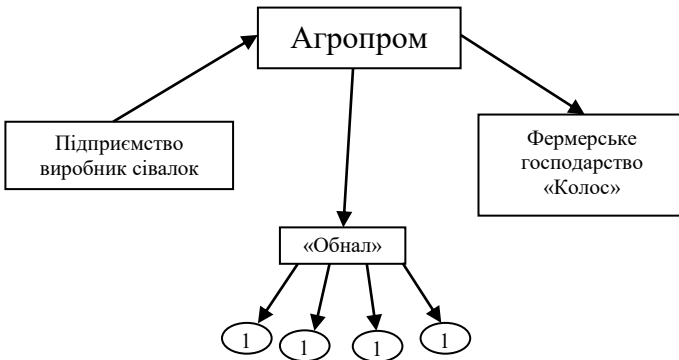 Агропром
Підприємство
виробник сівалок
Фермерське
господарство
«Колос»
«Обнал»
1
1
1
1